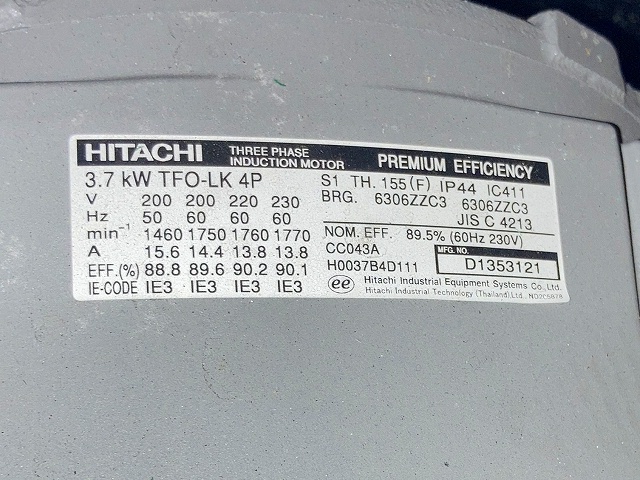 HITACHI THREE PHASE INDUCTION MOTOR PREMIUM EFFICIENCY
3.7 kW TFO-LK 4P
V 200 200 220 230
Hz 50 60 60 60
min⁻¹ 1460 1750 1760 1770
A 15.6 14.4 13.8 13.8
EFF.(%) 88.8 89.6 90.2 90.1
IE-CODE IE3 IE3 IE3 IE3
S1 TH. 155 (F) IP44 IC411
BRG. 6306ZZC3 6306ZZC3
JIS C 4213
NOM. EFF. 89.5% (60Hz 230V)
CC043A
H0037B4D111
MFG. NO. D1353121
ee Hitachi Industrial Equipment Systems Co., Ltd.
Hitachi Industrial Technology (Thailand) Ltd.